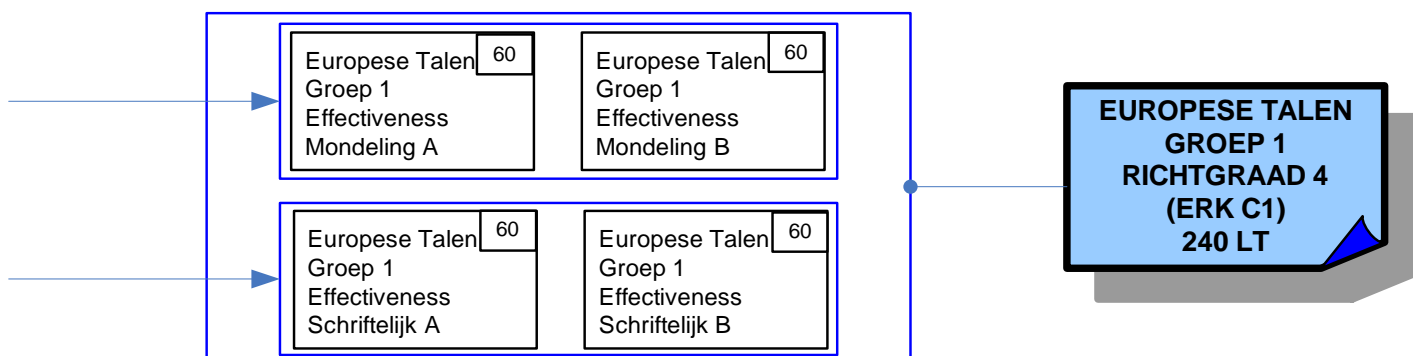 Europese Talen
Groep 1
Effectiveness
Mondeling A
60
Europese Talen
Groep 1
Effectiveness
Mondeling B
60
Europese Talen
Groep 1
Effectiveness
Schriftelijk A
60
Europese Talen
Groep 1
Effectiveness
Schriftelijk B
60
EUROPESE TALEN
GROEP 1
RICHTGRAAD 4
(ERK C1)
240 LT